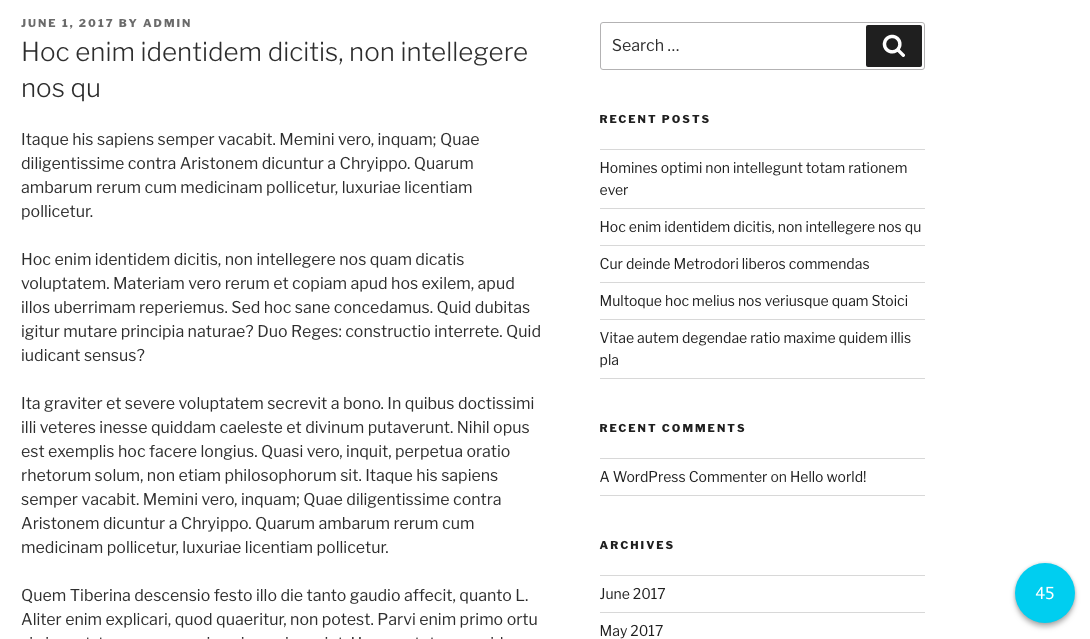 JUNE 1, 2017 BY ADMIN
Hoc enim identidem dicitis, non intellegere
nos qu
Itaque his sapiens semper vacabit. Memini vero, inquam; Quae
diligentissime contra Aristonem dicuntur a Chryippo. Quarum
ambarum rerum cum medicinam pollicetur, luxuriae licentiam
pollicetur.
Hoc enim identidem dicitis, non intellegere nos quam dicatis
voluptatem. Materiam vero rerum et copiam apud hos exilem, apud
illos uberrimam reperiemus. Sed hoc sane concedamus. Quid dubitas
igitur mutare principia naturae? Duo Reges: constructio interrete. Quid
iudicant sensus?
Ita graviter et severe voluptatem secrevit a bono. In quibus doctissimi
illi veteres inesse quiddam caeleste et divinum putaverunt. Nihil opus
est exemplis hoc facere longius. Quasi vero, inquit, perpetua oratio
rhetorum solum, non etiam philosophorum sit. Itaque his sapiens
semper vacabit. Memini vero, inquam; Quae diligentissime contra
Aristonem dicuntur a Chryippo. Quarum ambarum rerum cum
medicinam pollicetur, luxuriae licentiam pollicetur.
Quem Tiberina descensio festo illo die tanto gaudio affecit, quanto L.
Aliter enim explicari, quod quaeritur, non potest. Parvi enim primo ortu
Search …
RECENT POSTS
Homines optimi non intellegunt totam rationem
ever
Hoc enim identidem dicitis, non intellegere nos qu
Cur deinde Metrodori liberos commendas
Multoque hoc melius nos veriusque quam Stoici
Vitae autem degendae ratio maxime quidem illis
pla
RECENT COMMENTS
A WordPress Commenter on Hello world!
ARCHIVES
June 2017
May 2017
45